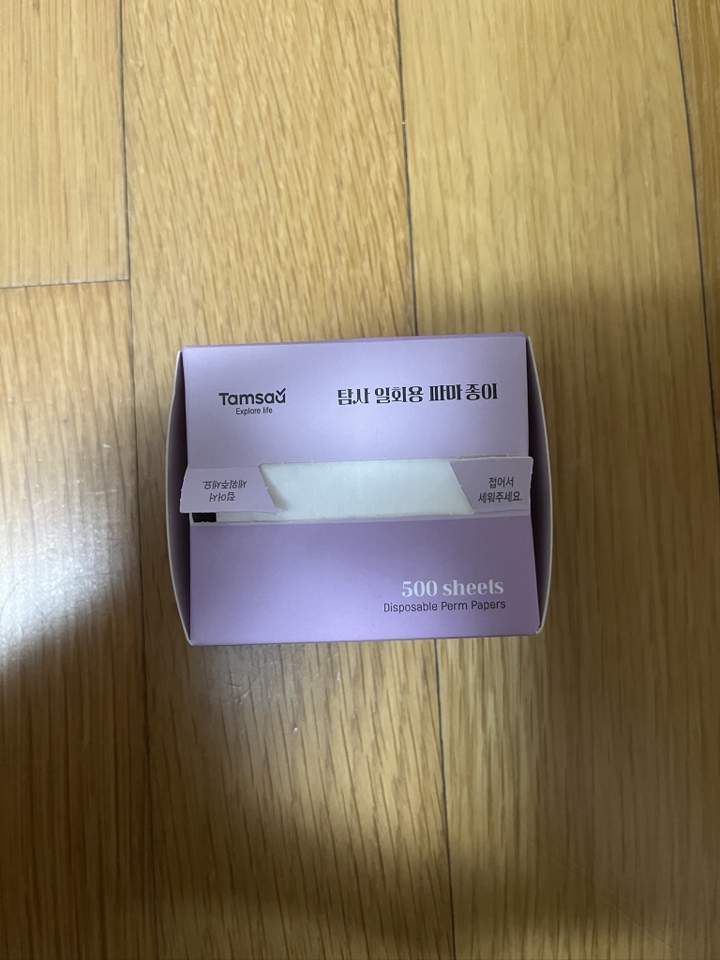 Tamsaa
Explore life
탐사 일회용 파마 종이
접어서
세워주세요.
접어서
세워주세요.
500 sheets
Disposable Perm Papers